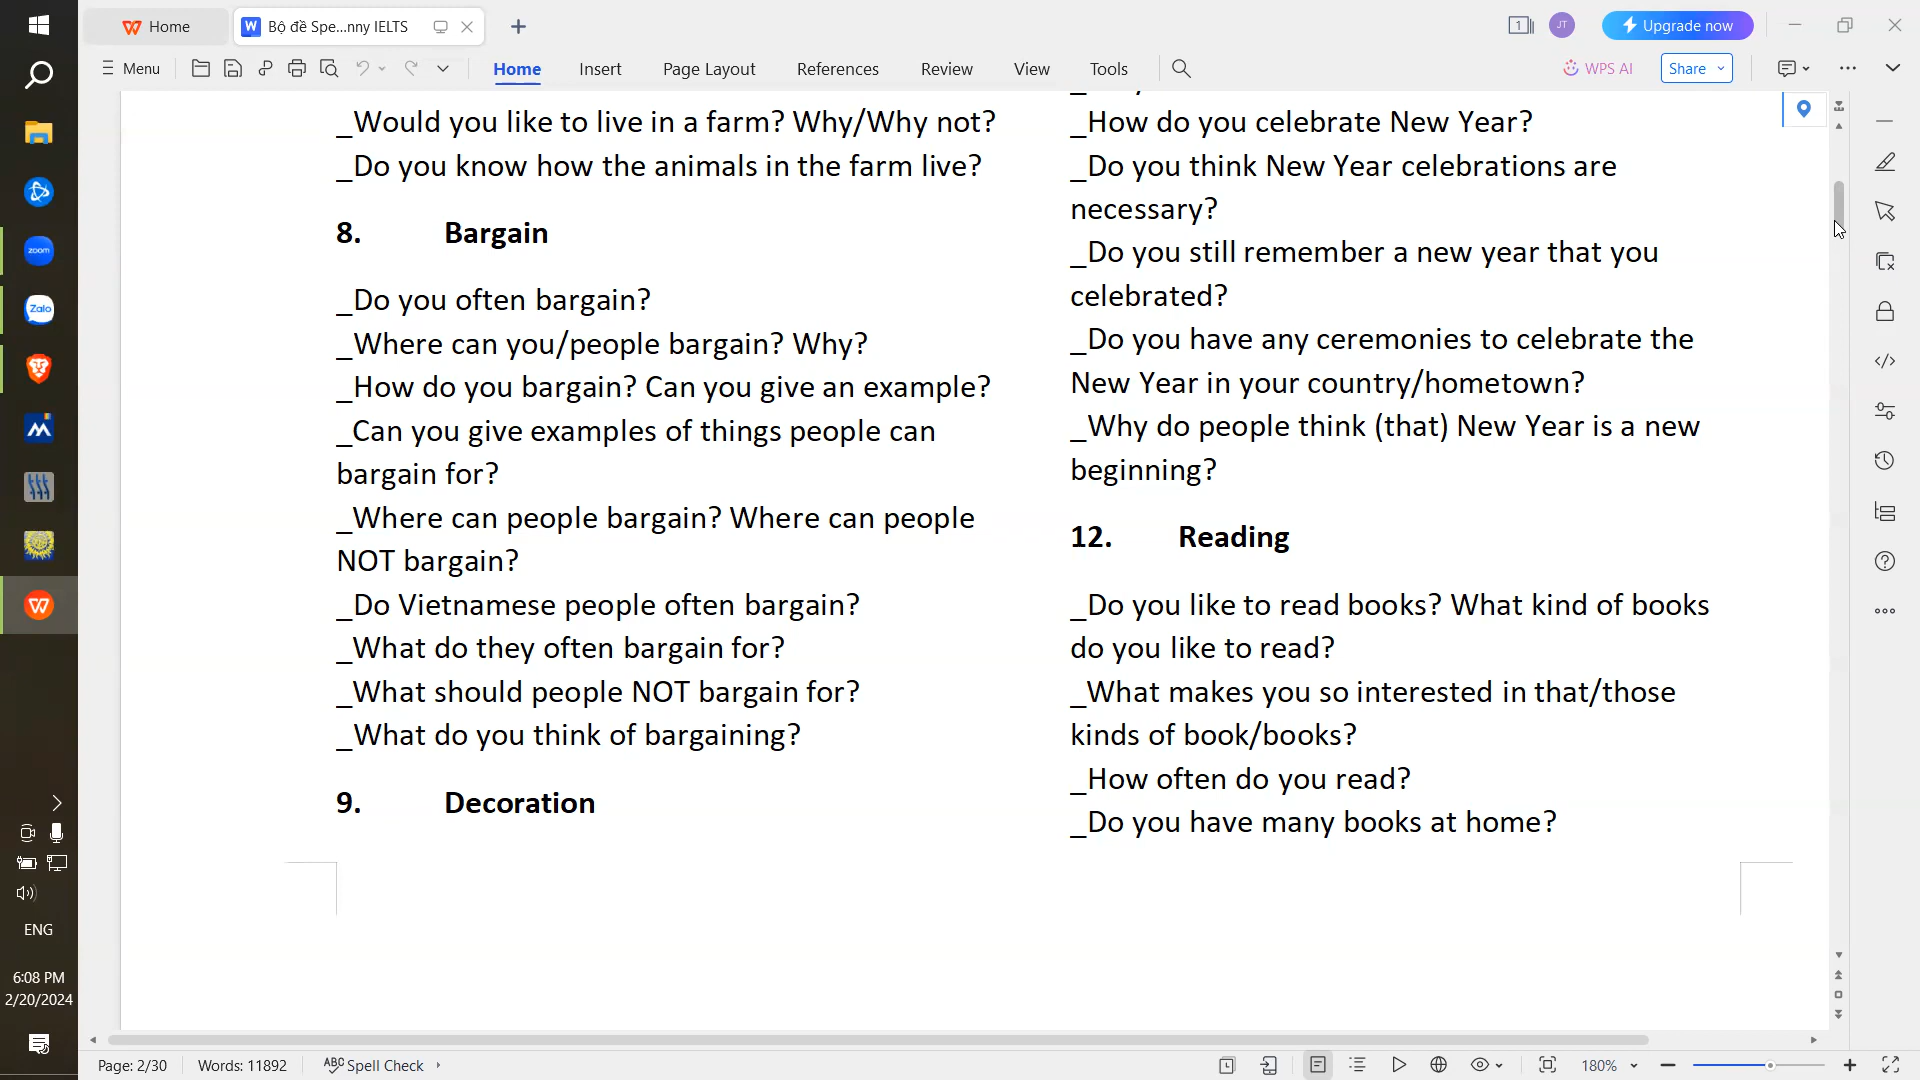 Home
Bộ đề Spe...nny IELTS
1
JT
Upgrade now
Menu
Home
Insert
Page Layout
References
Review
View
Tools
WPS AI
Share
_Would you like to live in a farm? Why/Why not?
_Do you know how the animals in the farm live?
8. Bargain
_Do you often bargain?
_Where can you/people bargain? Why?
_How do you bargain? Can you give an example?
_Can you give examples of things people can
bargain for?
_Where can people bargain? Where can people
NOT bargain?
_Do Vietnamese people often bargain?
_What do they often bargain for?
_What should people NOT bargain for?
_What do you think of bargaining?
9. Decoration
_How do you celebrate New Year?
_Do you think New Year celebrations are
necessary?
_Do you still remember a new year that you
celebrated?
_Do you have any ceremonies to celebrate the
New Year in your country/hometown?
_Why do people think (that) New Year is a new
beginning?
12. Reading
_Do you like to read books? What kind of books
do you like to read?
_What makes you so interested in that/those
kinds of book/books?
_How often do you read?
_Do you have many books at home?
zoom
Zalo
ENG
6:08 PM
2/20/2024
Page: 2/30
Words: 11892
ABC Spell Check
180%